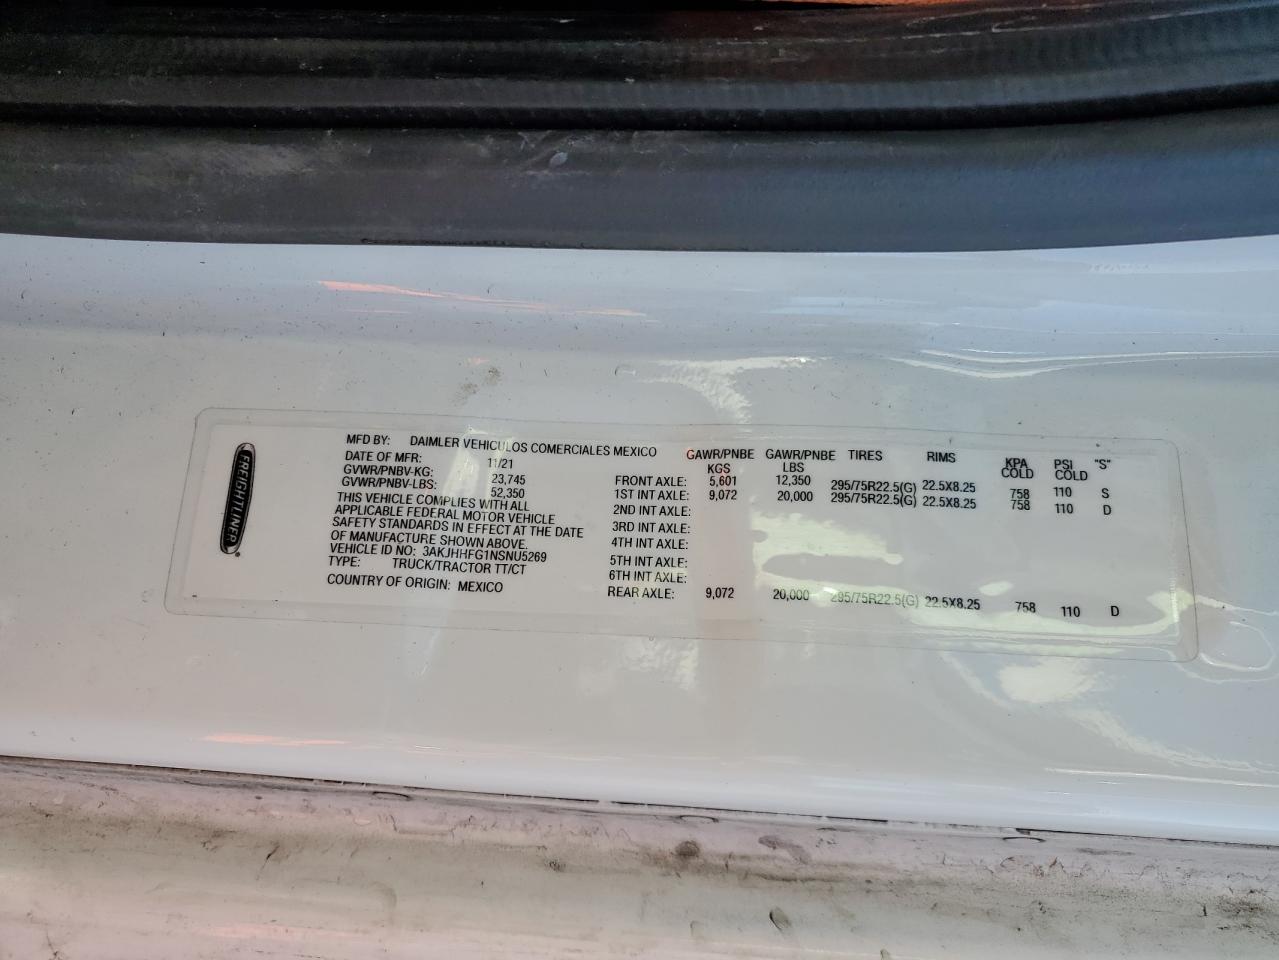 FREIGHTLINER
MFD BY: DAIMLER VEHICULOS COMERCIALES MEXICO
DATE OF MFR: 11/21
GVWR/PNBV-KG: 23,745
GVWR/PNBV-LBS: 52,350
THIS VEHICLE COMPLIES WITH ALL
APPLICABLE FEDERAL MOTOR VEHICLE
SAFETY STANDARDS IN EFFECT AT THE DATE
OF MANUFACTURE SHOWN ABOVE.
VEHICLE ID NO: 3AKJHHFG1NSNU5269
TYPE: TRUCK/TRACTOR TT/CT
COUNTRY OF ORIGIN: MEXICO
GAWR/PNBE KGS GAWR/PNBE LBS TIRES RIMS KPA COLD PSI COLD "S"
FRONT AXLE: 5,601 12,350 295/75R22.5(G) 22.5X8.25 758 110 S
1ST INT AXLE: 9,072 20,000 295/75R22.5(G) 22.5X8.25 758 110 D
2ND INT AXLE:
3RD INT AXLE:
4TH INT AXLE:
5TH INT AXLE:
6TH INT AXLE:
REAR AXLE: 9,072 20,000 295/75R22.5(G) 22.5X8.25 758 110 D